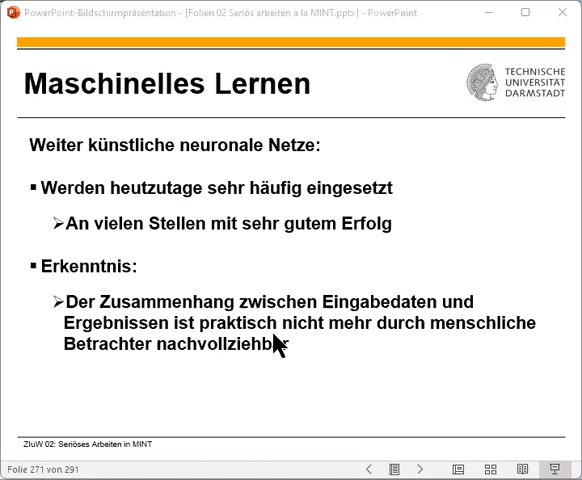 PowerPoint-Bildschirmpräsentation - [Folien 02 Seriös arbeiten a la MINT.pptx] - PowerPoint
Maschinelles Lernen
TECHNISCHE
UNIVERSITÄT
DARMSTADT
Weiter künstliche neuronale Netze:
▪ Werden heutzutage sehr häufig eingesetzt
➢An vielen Stellen mit sehr gutem Erfolg
▪ Erkenntnis:
➢Der Zusammenhang zwischen Eingabedaten und
Ergebnissen ist praktisch nicht mehr durch menschliche
Betrachter nachvollziehbar
ZIuW 02: Seriöses Arbeiten in MINT
Folie 271 von 291